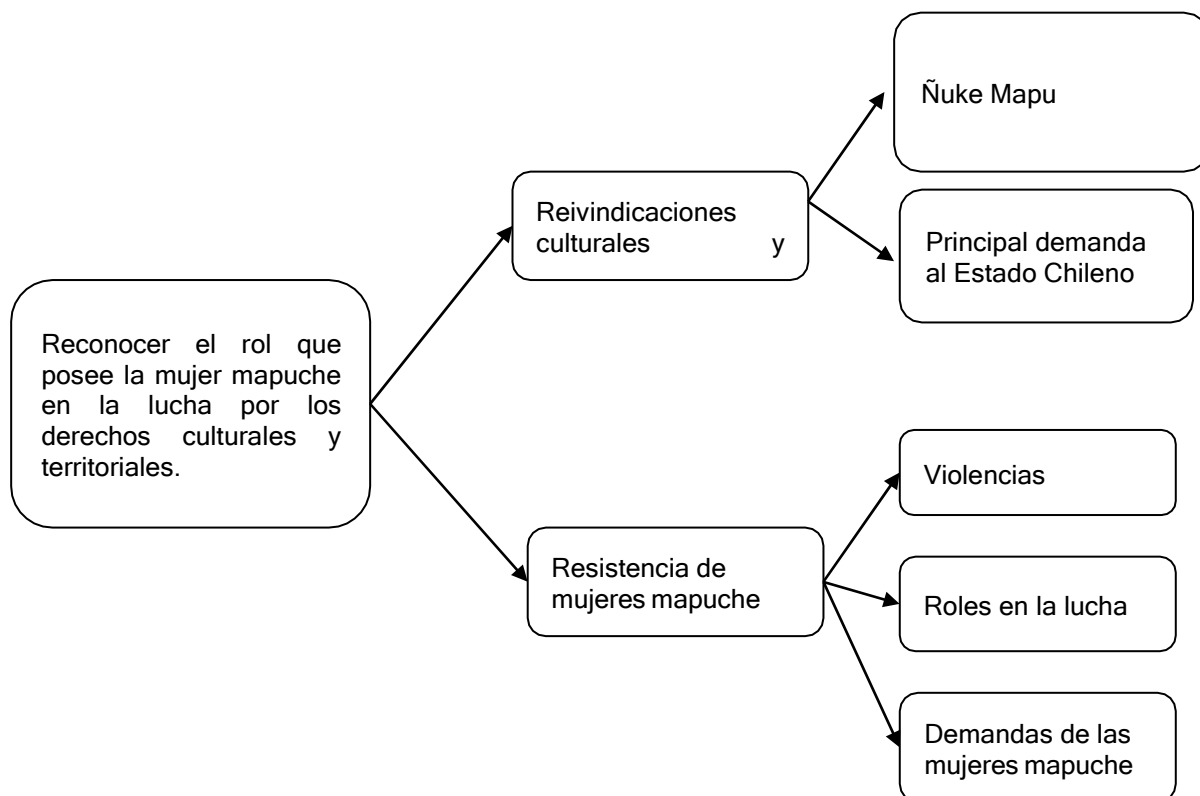 Reconocer el rol que
posee la mujer mapuche
en la lucha por los
derechos culturales y
territoriales.
Reivindicaciones
culturales y
Ñuke Mapu
Principal demanda
al Estado Chileno
Resistencia de
mujeres mapuche
Violencias
Roles en la lucha
Demandas de las
mujeres mapuche